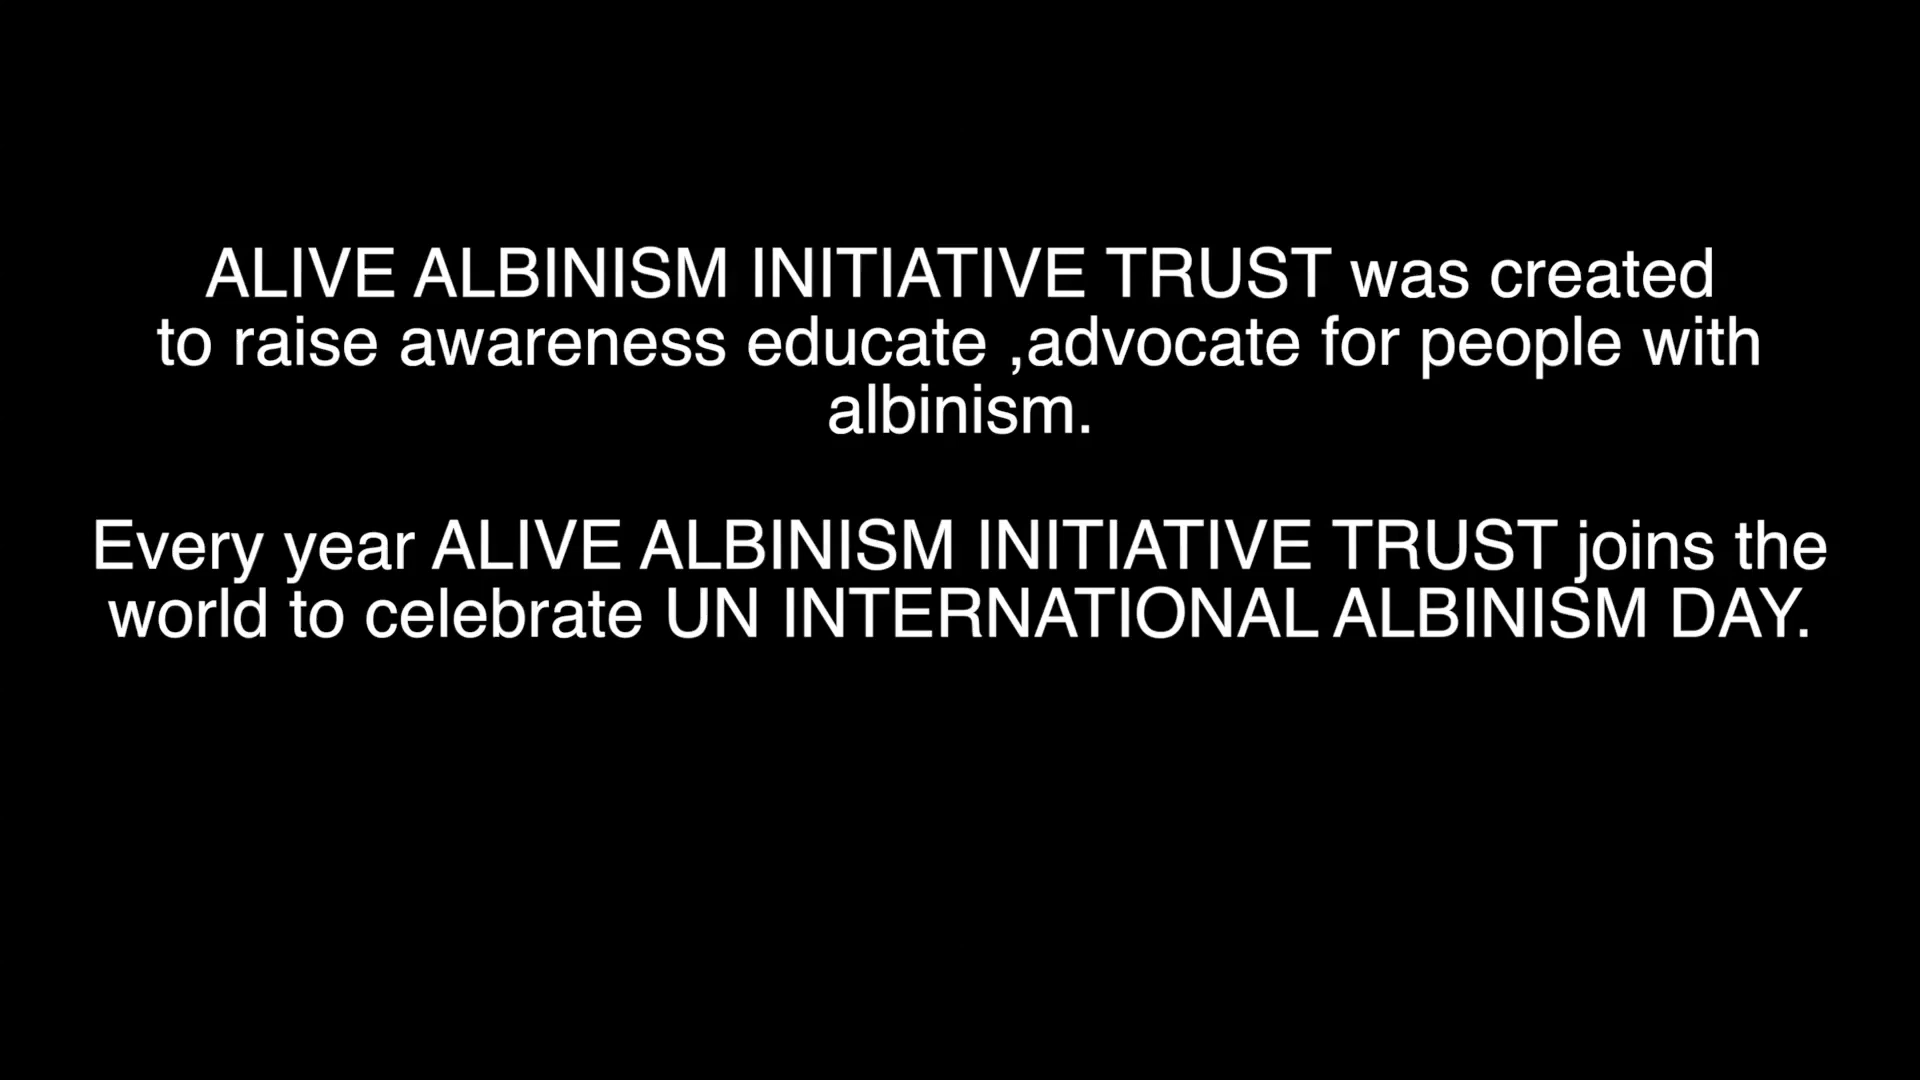 ALIVE ALBINISM INITIATIVE TRUST was created
to raise awareness educate ,advocate for people with
albinism.
Every year ALIVE ALBINISM INITIATIVE TRUST joins the
world to celebrate UN INTERNATIONAL ALBINISM DAY.